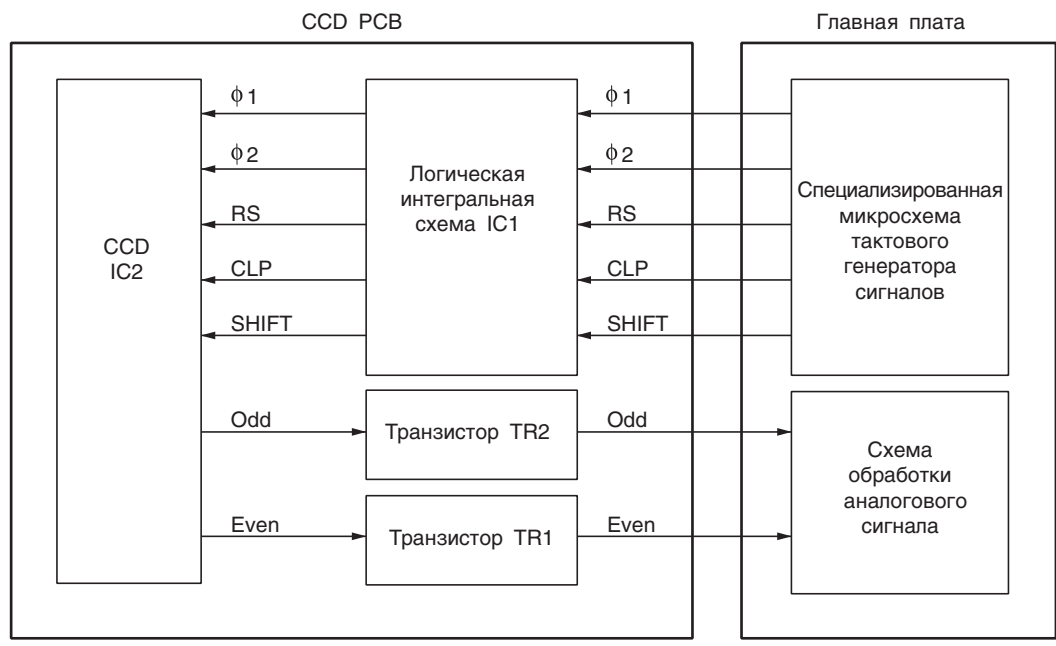 CCD PCB
Главная плата
ϕ1
ϕ1
ϕ2
ϕ2
Логическая
интегральная
схема IC1
Специализированная
микросхема
тактового
генератора
сигналов
RS
RS
CCD
IC2
CLP
CLP
SHIFT
SHIFT
Odd
Транзистор TR2
Odd
Схема
обработки
аналогового
сигнала
Even
Транзистор TR1
Even